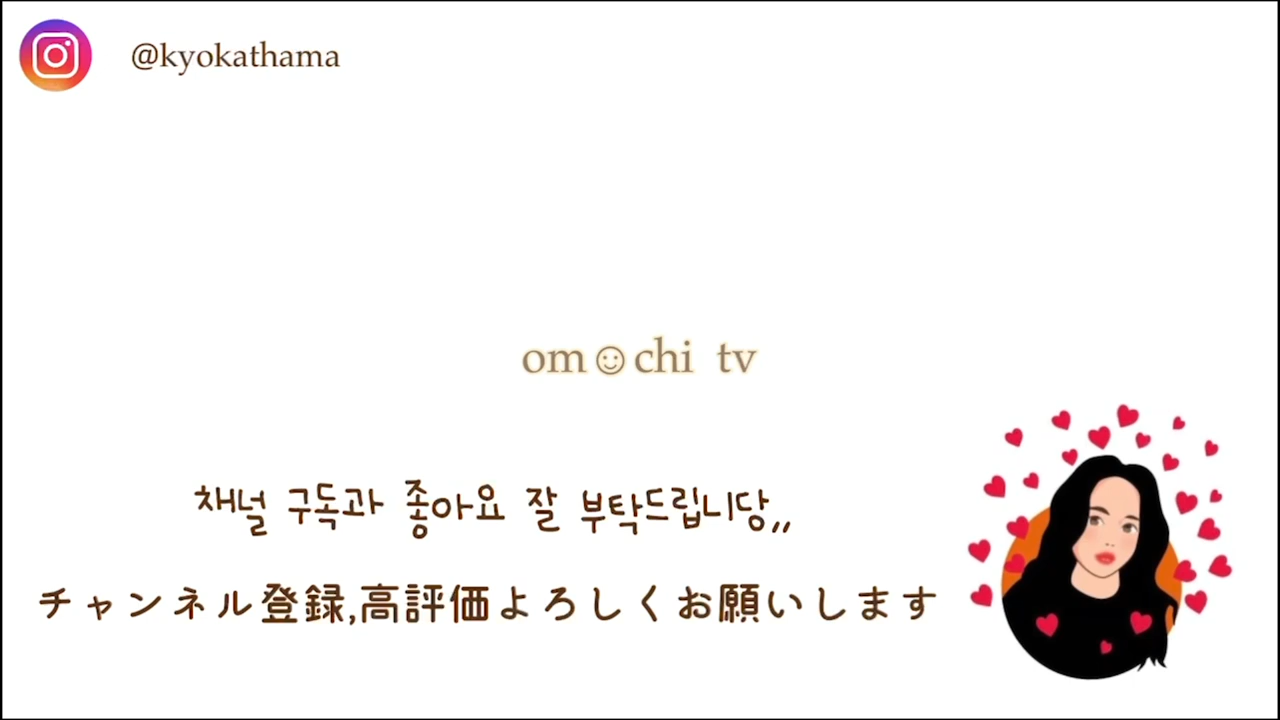 @kyokathama
om☺chi tv
채널 구독과 좋아요 잘 부탁드립니당,,
チャンネル登録,高評価よろしくお願いします